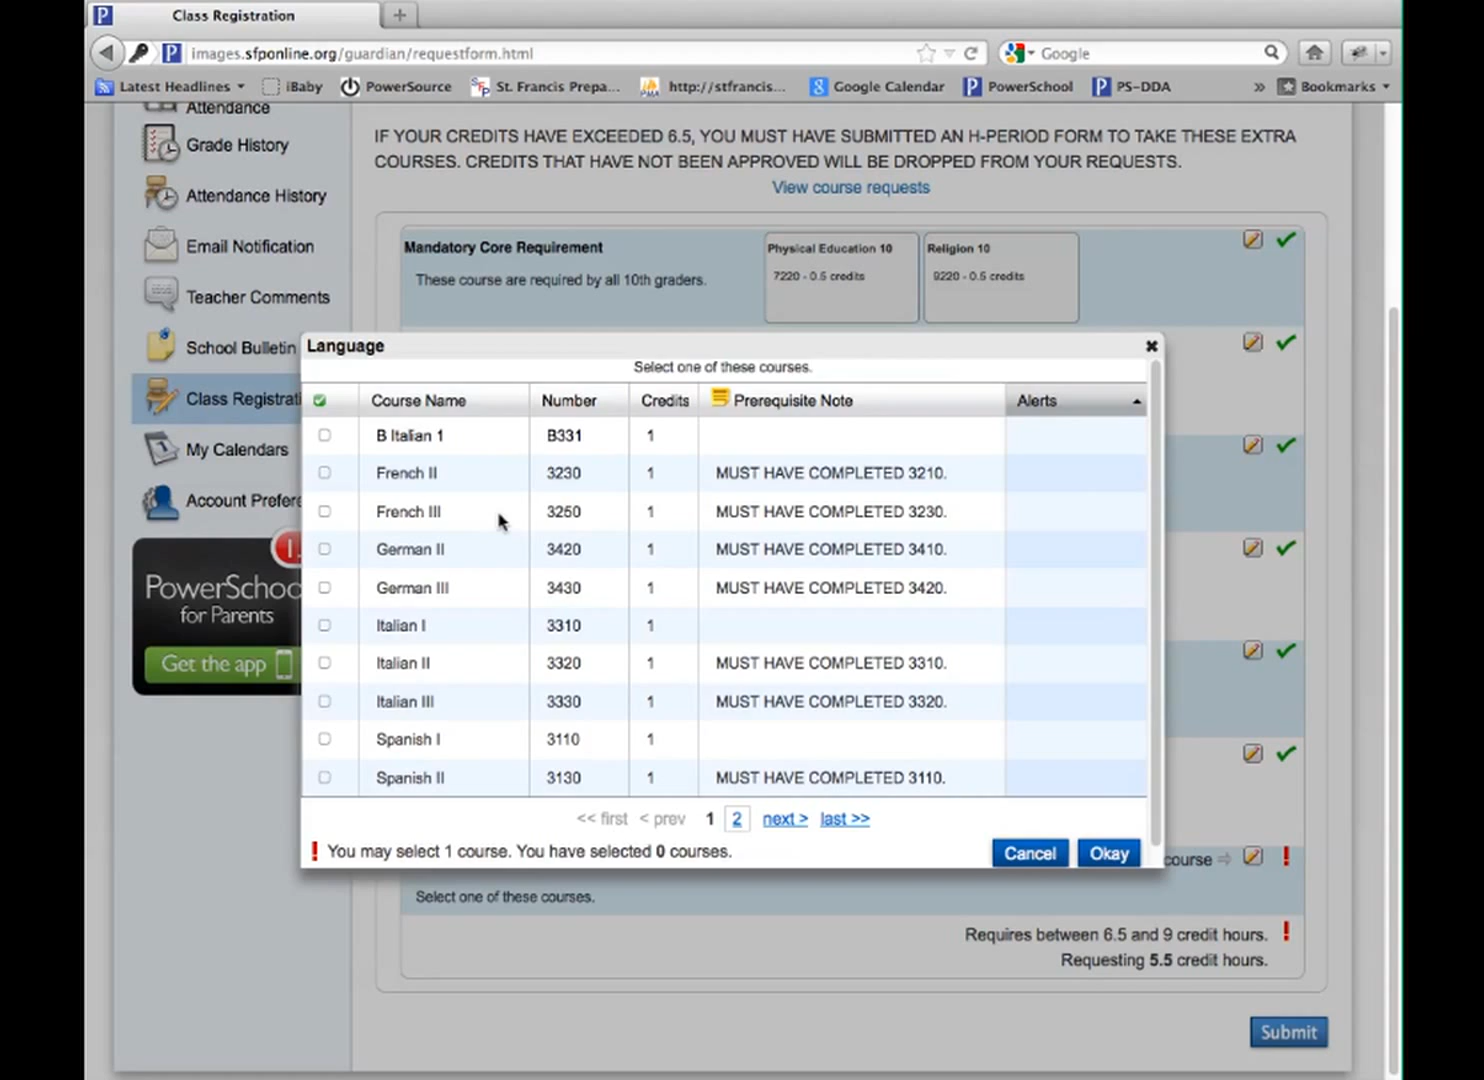 Class Registration
images.sfponline.org/guardian/requestform.html
Google
Latest Headlines
iBaby
PowerSource
St. Francis Prepa...
http://stfrancis...
Google Calendar
PowerSchool
PS-DDA
»
Bookmarks
Attendance
Grade History
Attendance History
Email Notification
Teacher Comments
School Bulletin
Class Registrati
My Calendars
Account Prefere
PowerSchoo
for Parents
Get the app
IF YOUR CREDITS HAVE EXCEEDED 6.5, YOU MUST HAVE SUBMITTED AN H-PERIOD FORM TO TAKE THESE EXTRA
COURSES. CREDITS THAT HAVE NOT BEEN APPROVED WILL BE DROPPED FROM YOUR REQUESTS.
View course requests
Mandatory Core Requirement
These course are required by all 10th graders.
Physical Education 10
7220 - 0.5 credits
Religion 10
9220 - 0.5 credits
Language
Select one of these courses.
Course Name Number Credits Prerequisite Note Alerts
B Italian 1 B331 1
French II 3230 1 MUST HAVE COMPLETED 3210.
French III 3250 1 MUST HAVE COMPLETED 3230.
German II 3420 1 MUST HAVE COMPLETED 3410.
German III 3430 1 MUST HAVE COMPLETED 3420.
Italian I 3310 1
Italian II 3320 1 MUST HAVE COMPLETED 3310.
Italian III 3330 1 MUST HAVE COMPLETED 3320.
Spanish I 3110 1
Spanish II 3130 1 MUST HAVE COMPLETED 3110.
<< first < prev 1 2 next > last >>
! You may select 1 course. You have selected 0 courses.
Cancel Okay
course ⇨ !
Select one of these courses.
Requires between 6.5 and 9 credit hours. !
Requesting 5.5 credit hours.
Submit